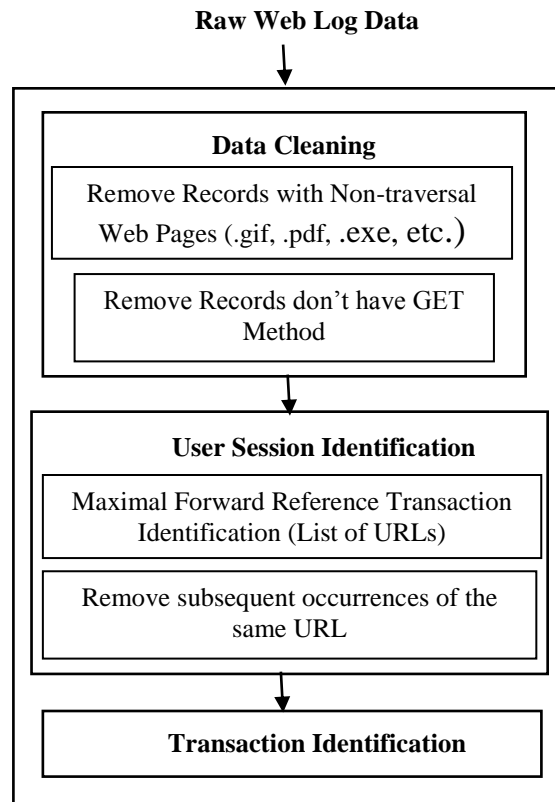 Raw Web Log Data
Data Cleaning
Remove Records with Non-traversal
Web Pages (.gif, .pdf, .exe, etc.)
Remove Records don’t have GET
Method
User Session Identification
Maximal Forward Reference Transaction
Identification (List of URLs)
Remove subsequent occurrences of the
same URL
Transaction Identification